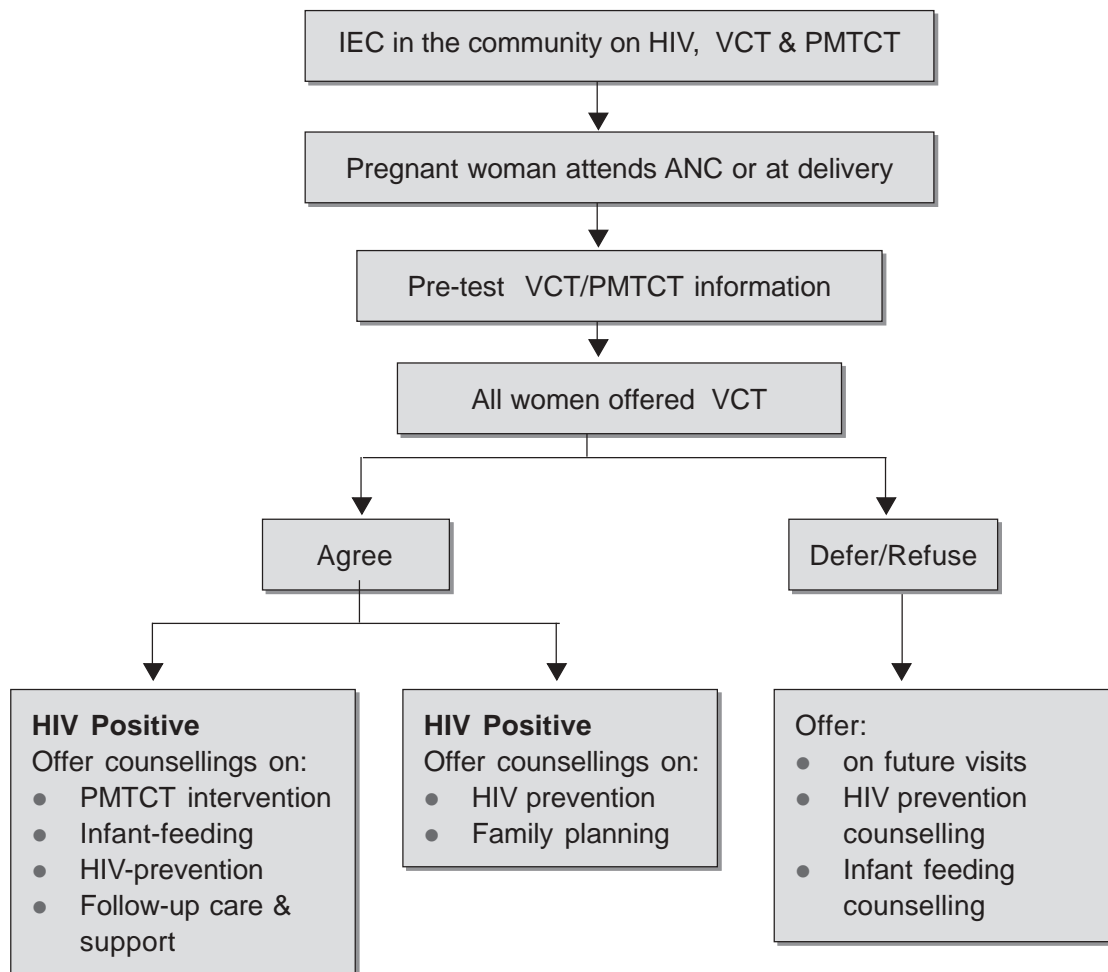 IEC in the community on HIV, VCT & PMTCT
Pregnant woman attends ANC or at delivery
Pre-test VCT/PMTCT information
All women offered VCT
Agree
Defer/Refuse
HIV Positive
Offer counsellings on:
● PMTCT intervention
● Infant-feeding
● HIV-prevention
● Follow-up care &
support
HIV Positive
Offer counsellings on:
● HIV prevention
● Family planning
Offer:
● on future visits
● HIV prevention
counselling
● Infant feeding
counselling